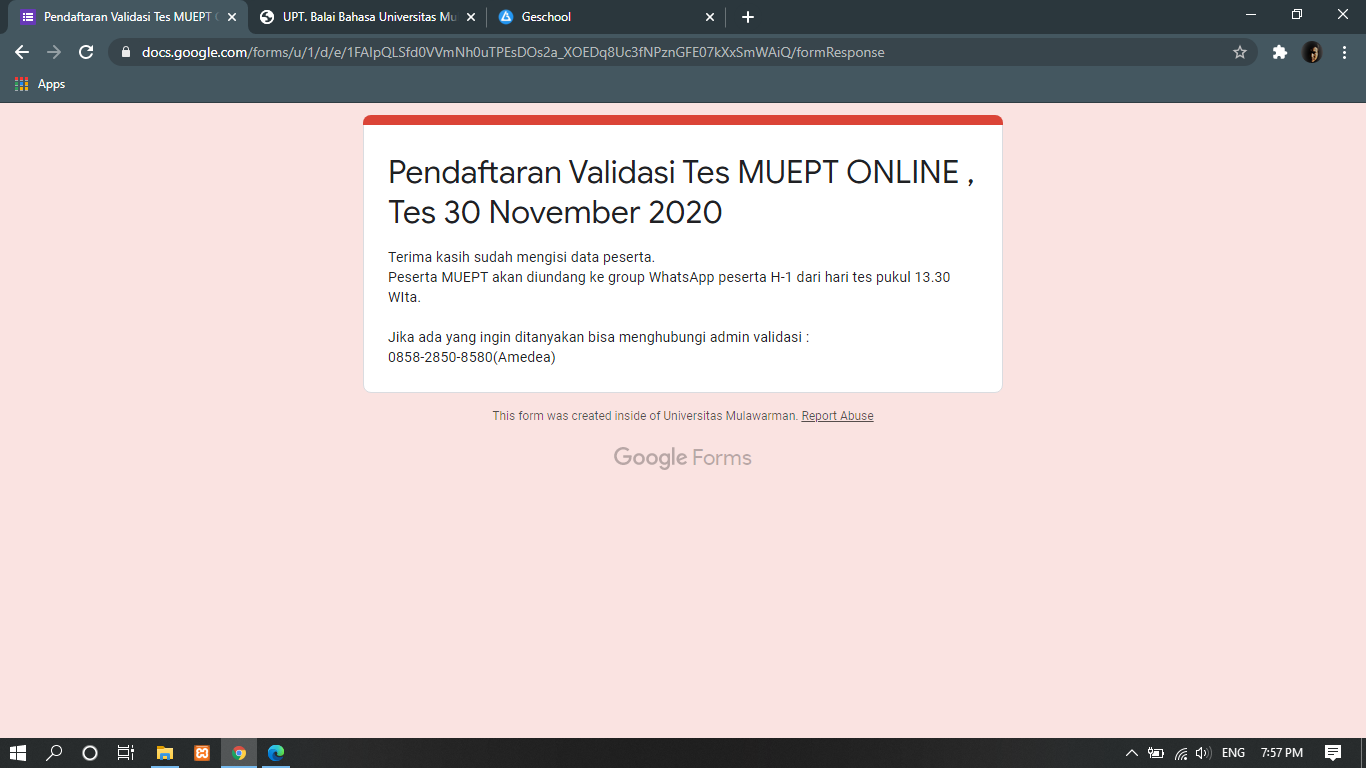 Pendaftaran Validasi Tes MUEPT
UPT. Balai Bahasa Universitas Mu
Geschool
docs.google.com/forms/u/1/d/e/1FAIpQLSfd0VVmNh0uTPEsDOs2a_XOEDq8Uc3fNPznGFE07kXxSmWAiQ/formResponse
Apps
Pendaftaran Validasi Tes MUEPT ONLINE ,
Tes 30 November 2020
Terima kasih sudah mengisi data peserta.
Peserta MUEPT akan diundang ke group WhatsApp peserta H-1 dari hari tes pukul 13.30
WIta.
Jika ada yang ingin ditanyakan bisa menghubungi admin validasi :
0858-2850-8580(Amedea)
This form was created inside of Universitas Mulawarman. Report Abuse
Google Forms
ENG
7:57 PM